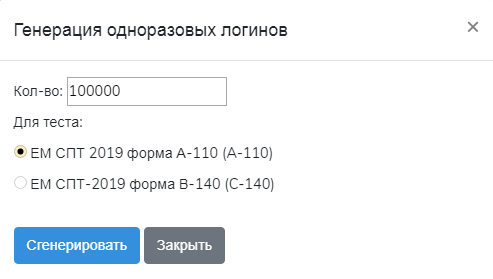 Генерация одноразовых логинов
×
Кол-во: 100000
Для теста:
ЕМ СПТ 2019 форма А-110 (А-110)
ЕМ СПТ-2019 форма В-140 (С-140)
Сгенерировать Закрыть